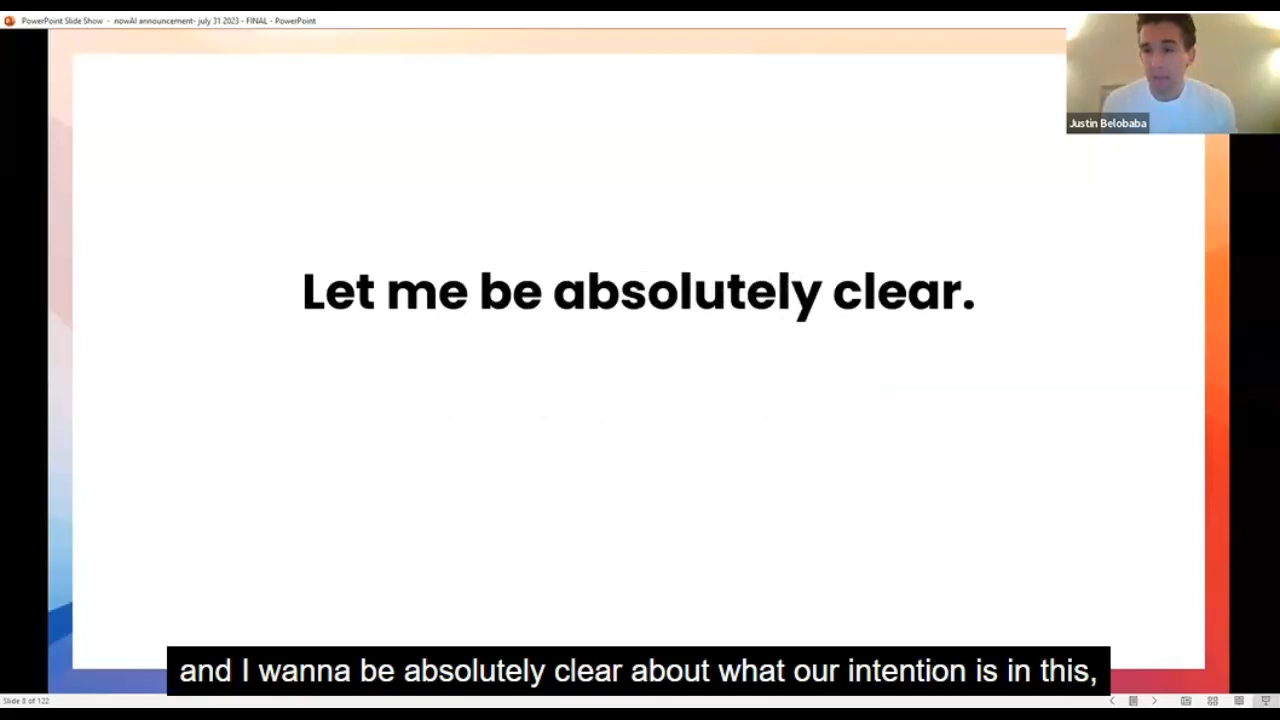 PowerPoint Slide Show - nowAI announcement- july 31 2023 - FINAL - PowerPoint
Justin Belobaba
Let me be absolutely clear.
and I wanna be absolutely clear about what our intention is in this,
Slide 8 of 122